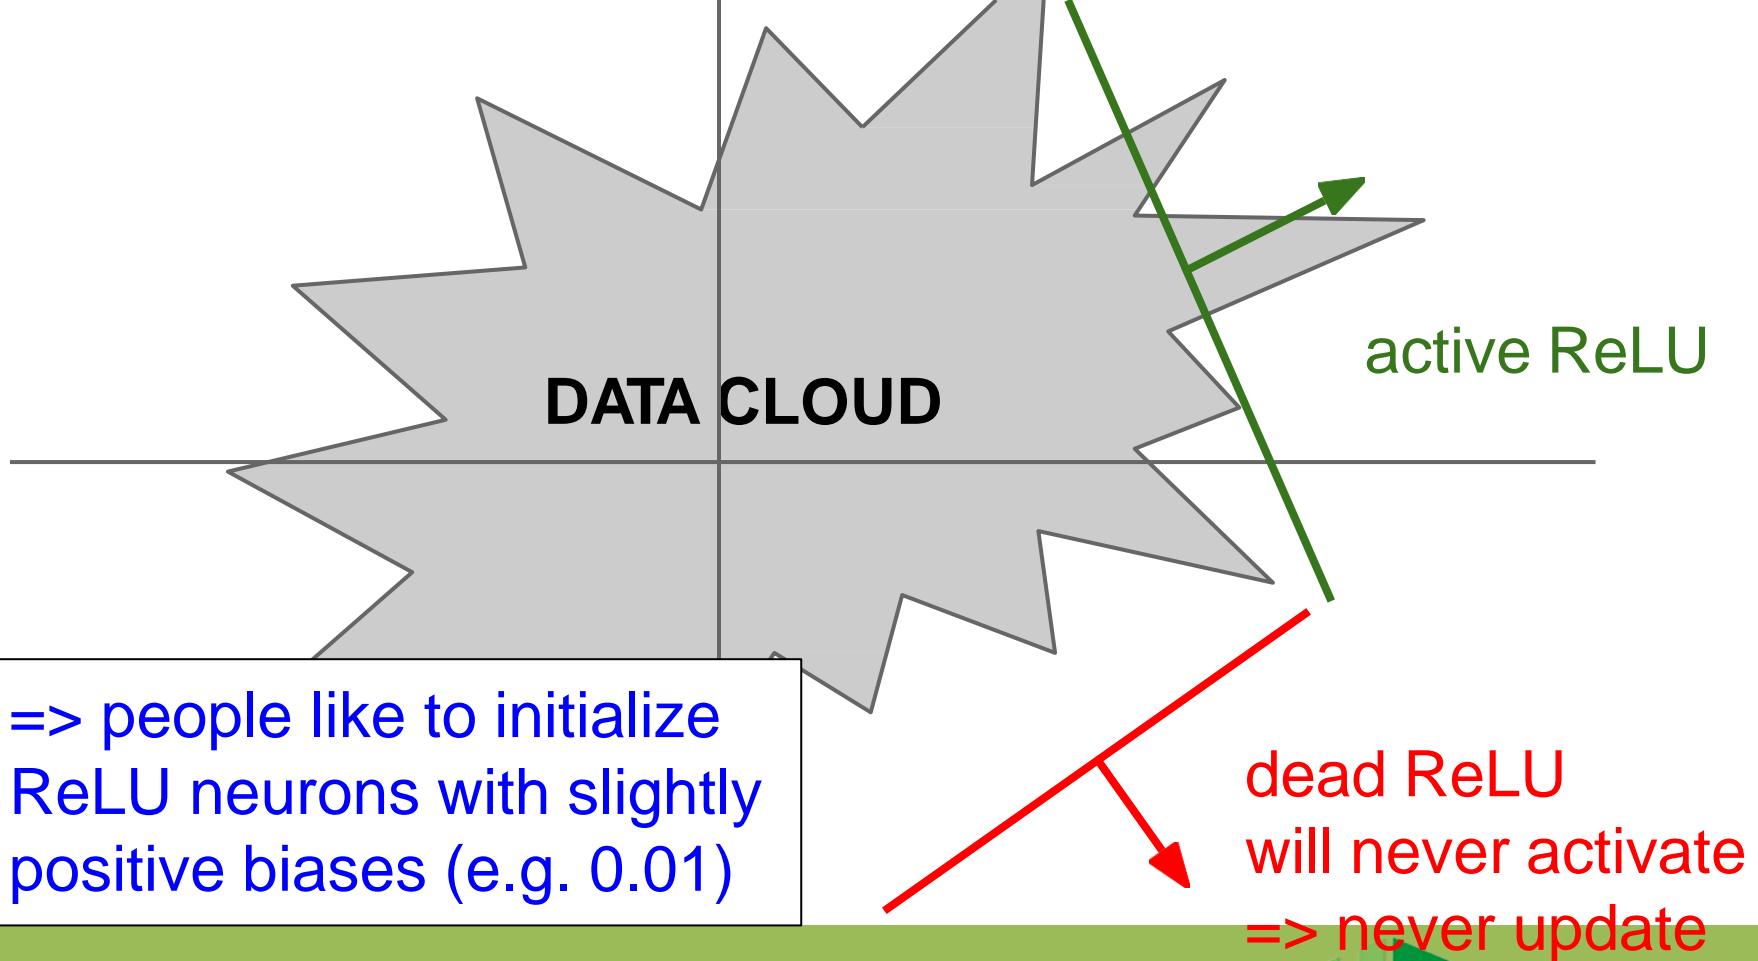 active ReLU
DATA CLOUD
=> people like to initialize
ReLU neurons with slightly
positive biases (e.g. 0.01)
dead ReLU
will never activate
=> never update